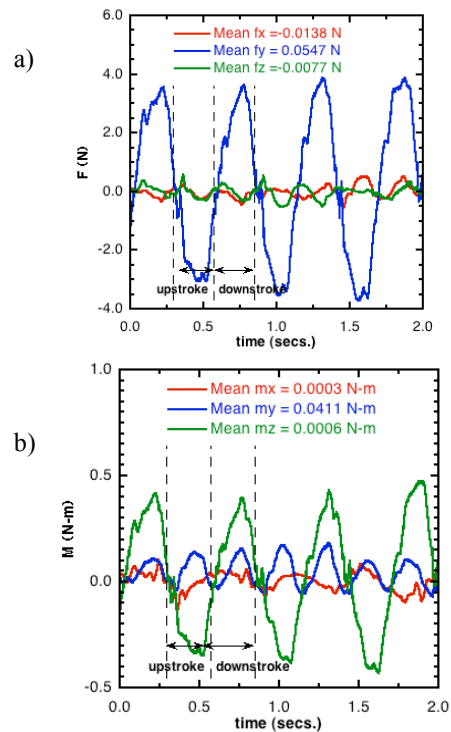 a)
Mean fx =-0.0138 N
Mean fy = 0.0547 N
Mean fz =-0.0077 N
6.0
4.0
2.0
0.0
-2.0
-4.0
F (N)
upstroke downstroke
0.0 0.5 1.0 1.5 2.0
time (secs.)
b)
Mean mx = 0.0003 N-m
Mean my = 0.0411 N-m
Mean mz = 0.0006 N-m
1.0
0.5
0.0
-0.5
M (N-m)
upstroke downstroke
0.0 0.5 1.0 1.5 2.0
time (secs.)